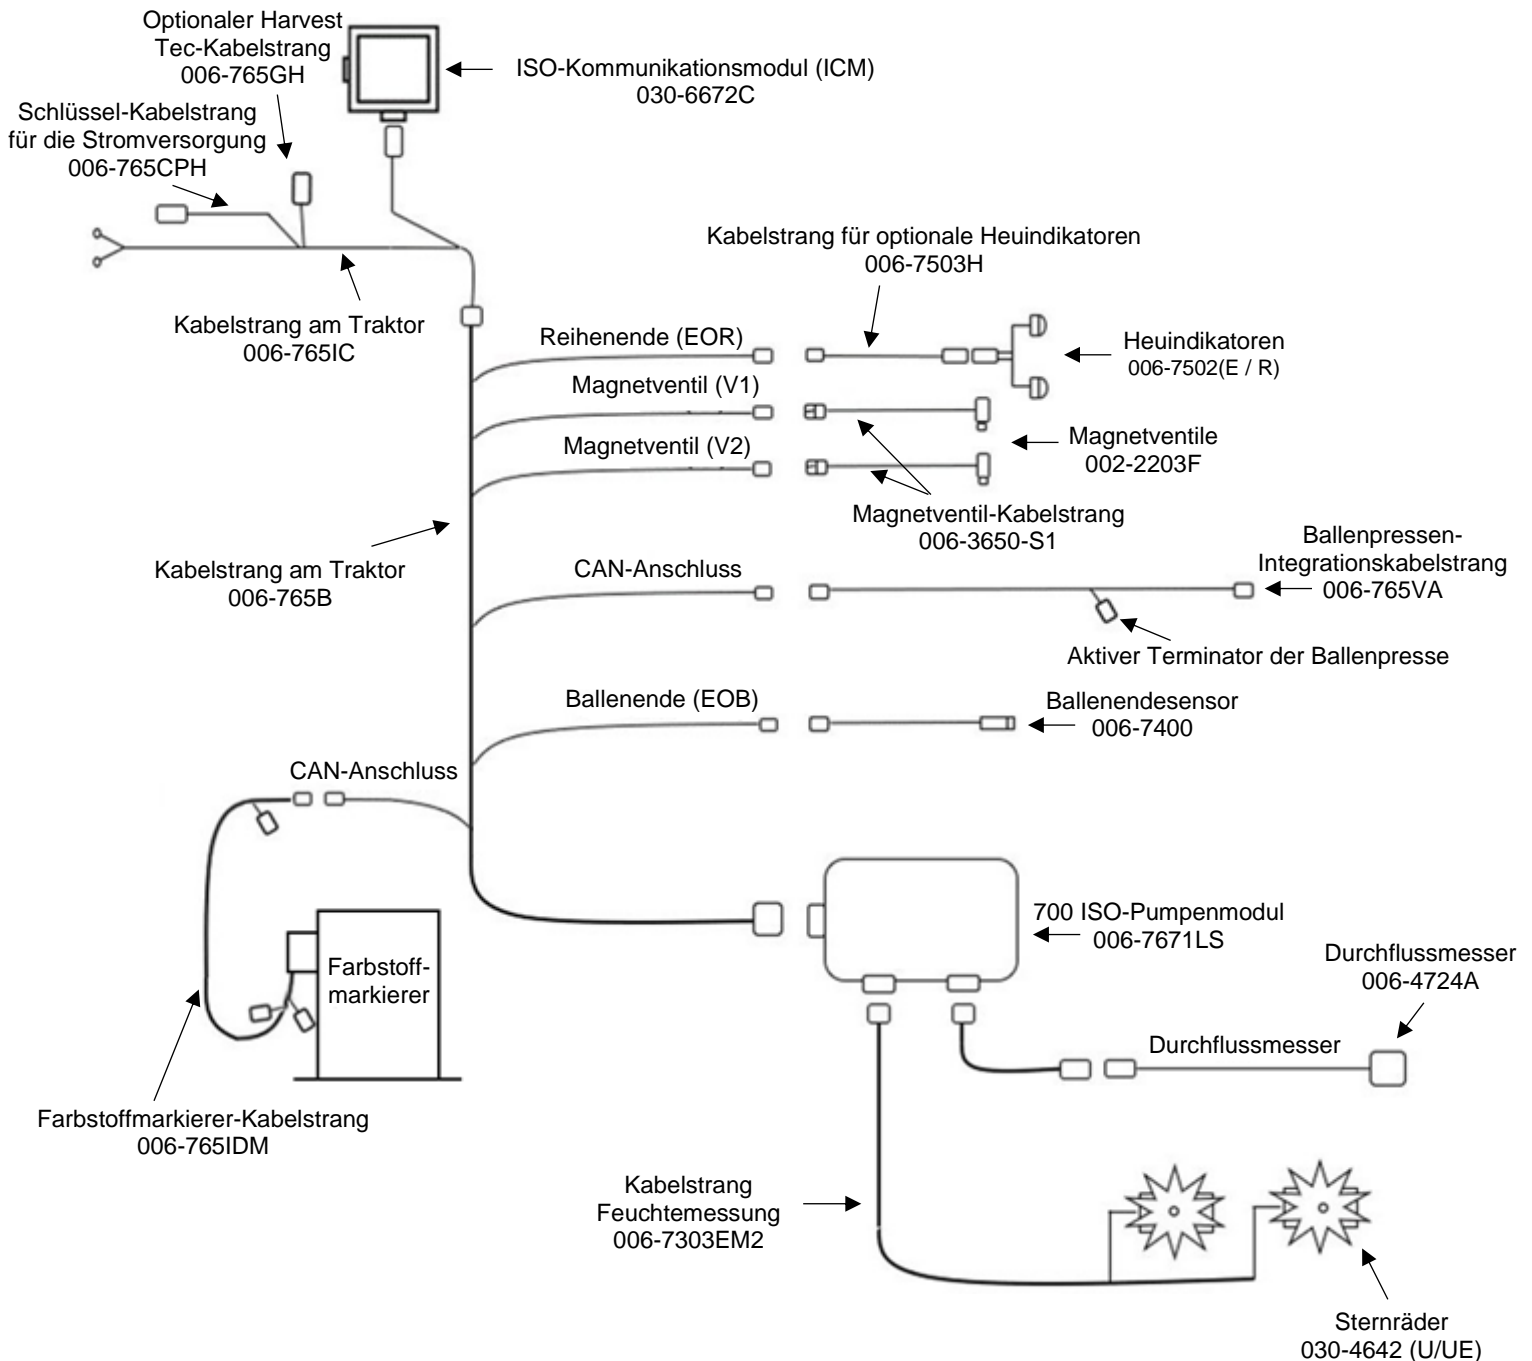 Optionaler Harvest
Tec-Kabelstrang
006-765GH
ISO-Kommunikationsmodul (ICM)
030-6672C
Schlüssel-Kabelstrang
für die Stromversorgung
006-765CPH
Kabelstrang für optionale Heuindikatoren
006-7503H
Kabelstrang am Traktor
006-765IC
Reihenende (EOR)
Heuindikatoren
006-7502(E / R)
Magnetventil (V1)
Magnetventil (V2)
Magnetventile
002-2203F
Magnetventil-Kabelstrang
006-3650-S1
Kabelstrang am Traktor
006-765B
CAN-Anschluss
Ballenpressen-
Integrationskabelstrang
006-765VA
Aktiver Terminator der Ballenpresse
Ballenende (EOB)
Ballenendesensor
006-7400
CAN-Anschluss
Farbstoff-
markierer
700 ISO-Pumpenmodul
006-7671LS
Durchflussmesser
006-4724A
Durchflussmesser
Farbstoffmarkierer-Kabelstrang
006-765IDM
Kabelstrang
Feuchtemessung
006-7303EM2
Sternräder
030-4642 (U/UE)